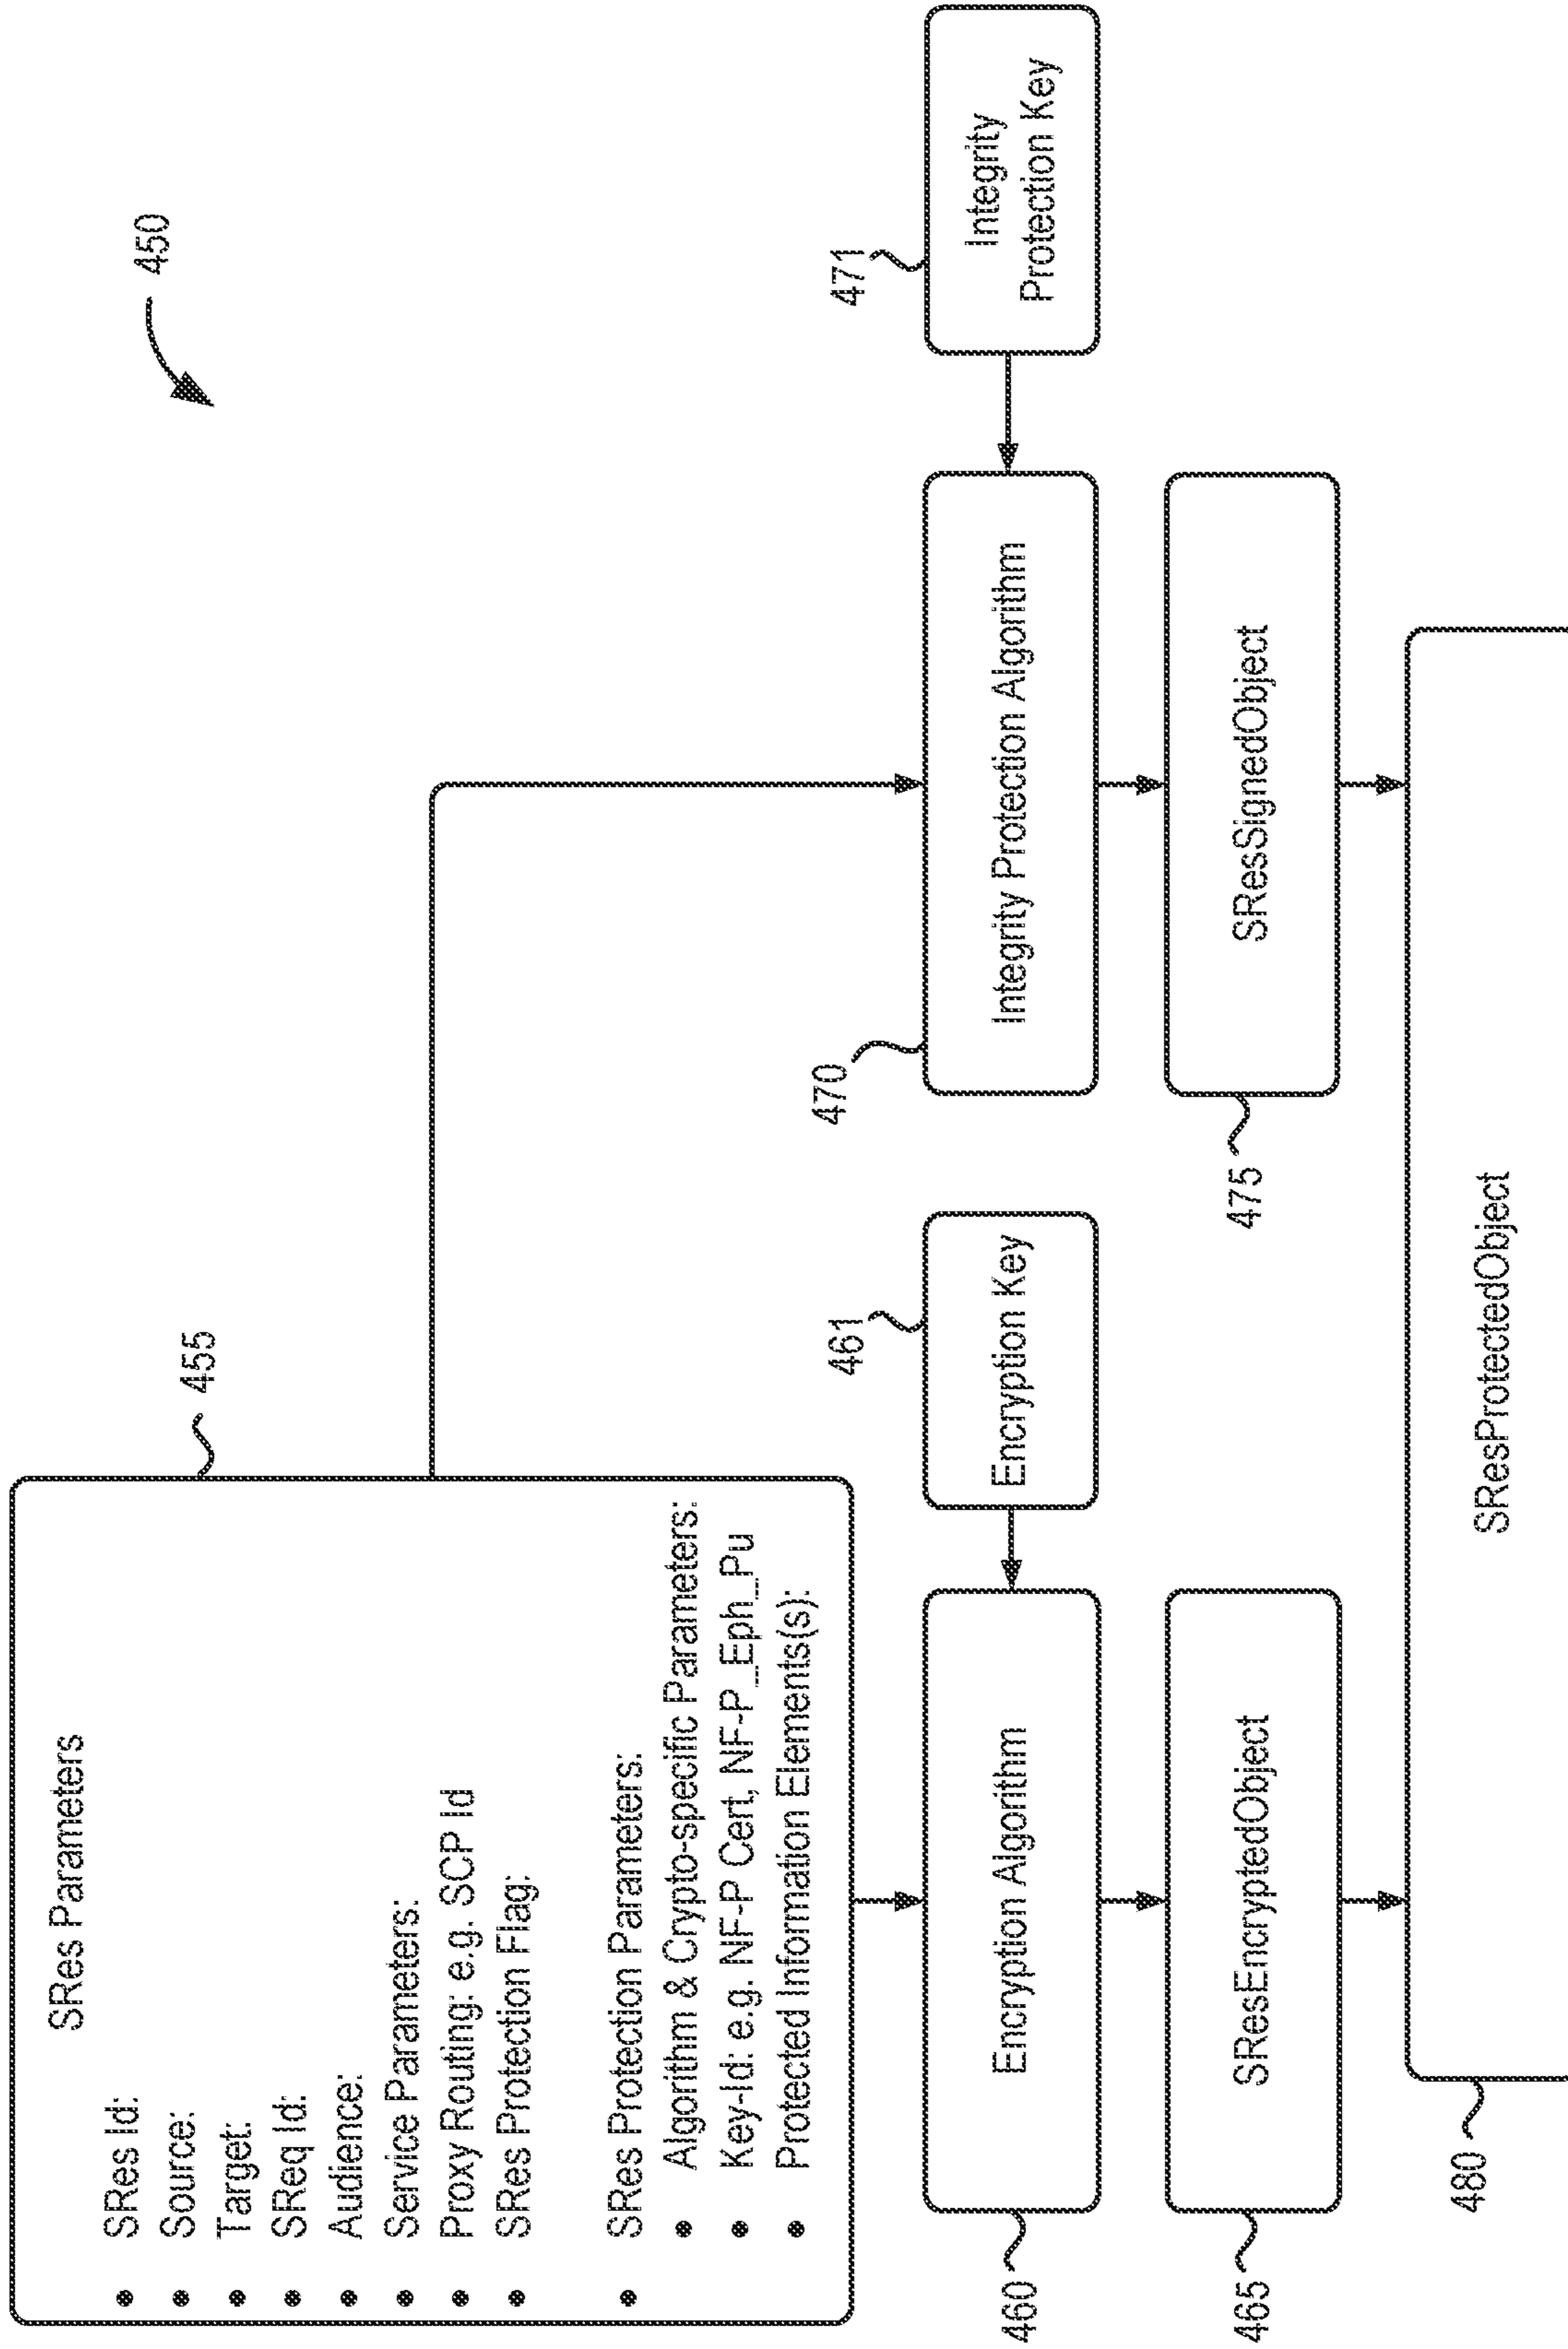 450
SRes Parameters
455
• SRes Id:
• Source:
• Target:
• SReq Id:
• Audience:
• Service Parameters:
• Proxy Routing: e.g. SCP Id
• SRes Protection Flag:
• SRes Protection Parameters:
• Algorithm & Crypto-specific Parameters:
• Key-Id: e.g. NF-P Cert, NF-P_Eph_Pu
• Protected Information Elements(s):
460
Encryption Algorithm
461
Encryption Key
470
Integrity Protection Algorithm
471
Integrity
Protection Key
465
SResEncryptedObject
475
SResSignedObject
480
SResProtectedObject